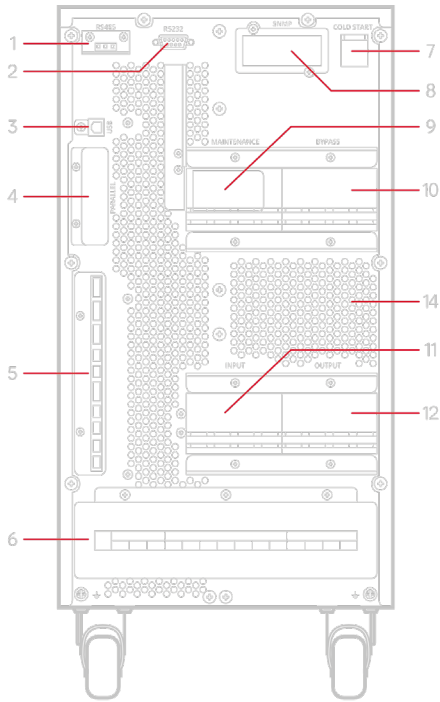 RS485
RS232
SNMP
COLD START
1
2
7
8
3
USB
9
MAINTENANCE
BYPASS
4
PARALLEL
10
14
11
INPUT
OUTPUT
5
12
6